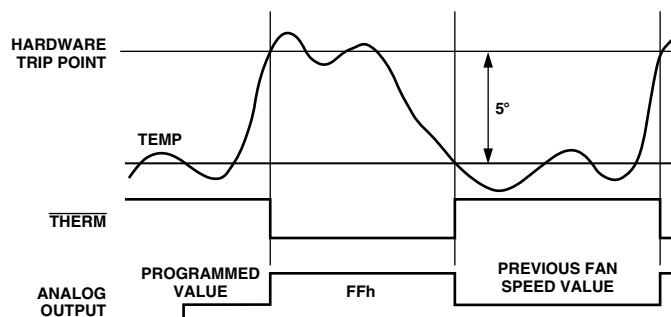 HARDWARE
TRIP POINT
5°
TEMP
THERM
PROGRAMMED
VALUE
FFh
PREVIOUS FAN
SPEED VALUE
ANALOG
OUTPUT